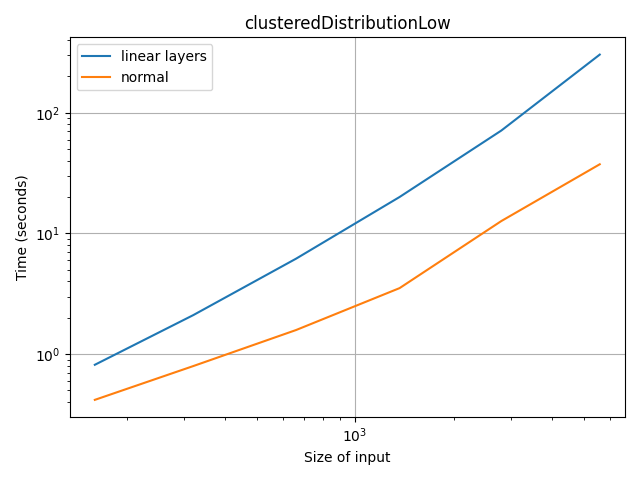 clusteredDistributionLow
linear layers
normal
Time (seconds)
10²
10¹
10⁰
10³
Size of input